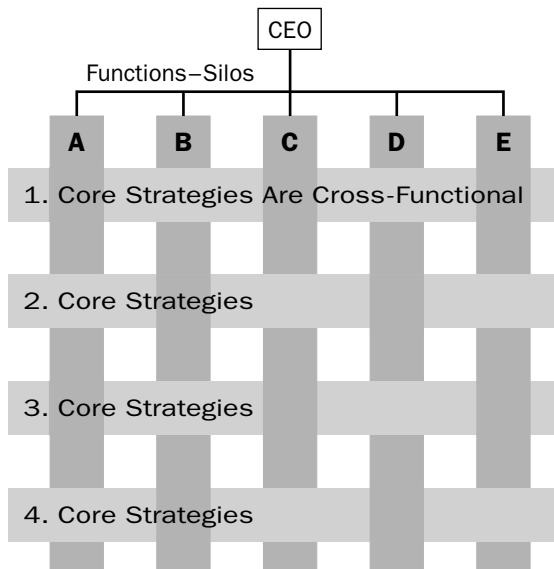 CEO
Functions–Silos
A B C D E
1. Core Strategies Are Cross-Functional
2. Core Strategies
3. Core Strategies
4. Core Strategies